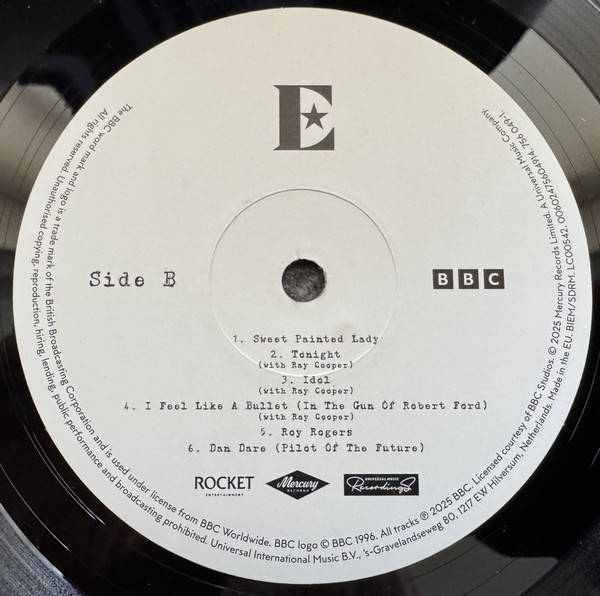 E
Side B
BBC
1. Sweet Painted Lady
2. Tonight
(with Ray Cooper)
3. Idol
(with Ray Cooper)
4. I Feel Like A Bullet (In The Gun Of Robert Ford)
(with Ray Cooper)
5. Roy Rogers
6. Dan Dare (Pilot Of The Future)
ROCKET
ENTERTAINMENT
Mercury
RECORDS
UNIVERSAL MUSIC
Recordings
The BBC word mark and logo is a trade mark of the British Broadcasting Corporation and is used under license from BBC Worldwide. BBC logo © BBC 1996. All tracks ℗ 2025 BBC. Licensed courtesy of BBC Studios. © 2025 Mercury Records Limited. A Universal Music Company.
All rights reserved. Unauthorised copying, reproduction, hiring, lending, public performance and broadcasting prohibited. Universal International Music B.V., 's-Gravelandseweg 80, 1217 EW Hilversum, Netherlands. Made in the EU. BIEM/SDRM. LC00542. 00602475604914. 756 049-1.